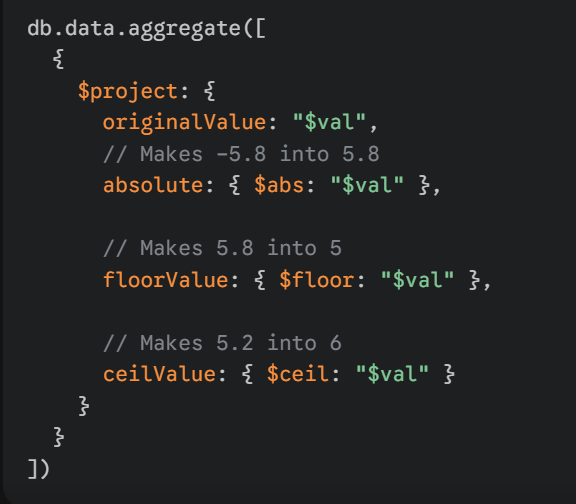 db.data.aggregate([
  {
    $project: {
      originalValue: "$val",
      // Makes -5.8 into 5.8
      absolute: { $abs: "$val" },

      // Makes 5.8 into 5
      floorValue: { $floor: "$val" },

      // Makes 5.2 into 6
      ceilValue: { $ceil: "$val" }
    }
  }
])